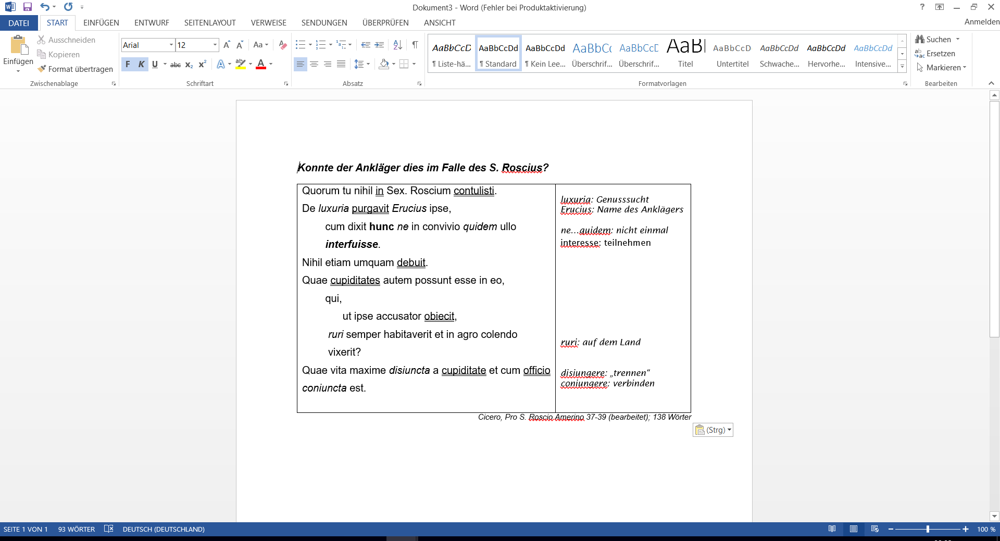 Dokument3 - Word (Fehler bei Produktaktivierung)
?
DATEI START EINFÜGEN ENTWURF SEITENLAYOUT VERWEISE SENDUNGEN ÜBERPRÜFEN ANSICHT Anmelden
Einfügen
Ausschneiden
Kopieren
Format übertragen
Zwischenablage
Arial 12
F K U abc x₂ x²
Schriftart
Absatz
AaBbCcD AaBbCcDd AaBbCcDd AaBbCc AaBbCcD AaB AaBbCcD AaBbCcDd AaBbCcDd AaBbCcDd
¶ Liste-hä... ¶ Standard ¶ Kein Lee... Überschrif... Überschrif... Titel Untertitel Schwache... Hervorhe... Intensive...
Formatvorlagen
Suchen
Ersetzen
Markieren
Bearbeiten
Konnte der Ankläger dies im Falle des S. Roscius?
Quorum tu nihil in Sex. Roscium contulisti.
De luxuria purgavit Erucius ipse,
cum dixit hunc ne in convivio quidem ullo
interfuisse.
Nihil etiam umquam debuit.
Quae cupiditates autem possunt esse in eo,
qui,
ut ipse accusator obiecit,
ruri semper habitaverit et in agro colendo
vixerit?
Quae vita maxime disiuncta a cupiditate et cum officio
coniuncta est.
luxuria: Genusssucht
Erucius: Name des Anklägers
ne...quidem: nicht einmal
interesse: teilnehmen
ruri: auf dem Land
disiungere: „trennen“
coniungere: verbinden
Cicero, Pro S. Roscio Amerino 37-39 (bearbeitet); 138 Wörter
(Strg)
SEITE 1 VON 1 93 WÖRTER DEUTSCH (DEUTSCHLAND) 100 %